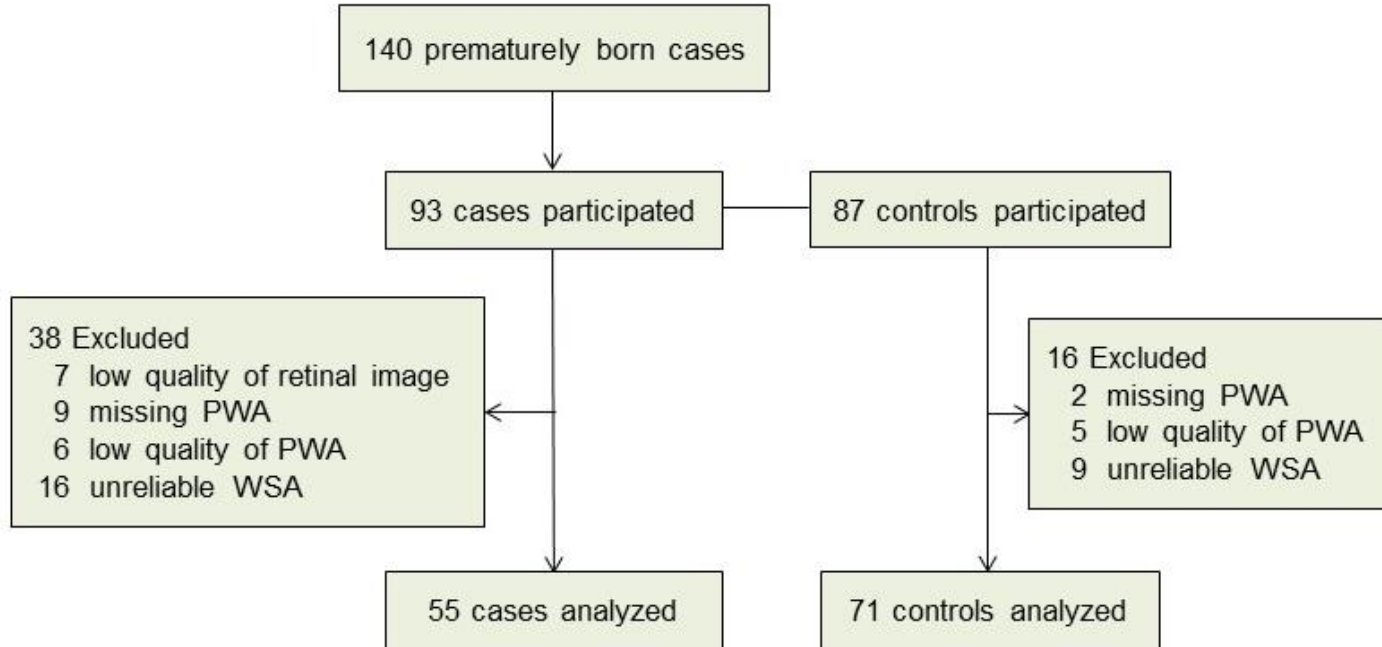 140 prematurely born cases
93 cases participated
87 controls participated
38 Excluded
7 low quality of retinal image
9 missing PWA
6 low quality of PWA
16 unreliable WSA
16 Excluded
2 missing PWA
5 low quality of PWA
9 unreliable WSA
55 cases analyzed
71 controls analyzed